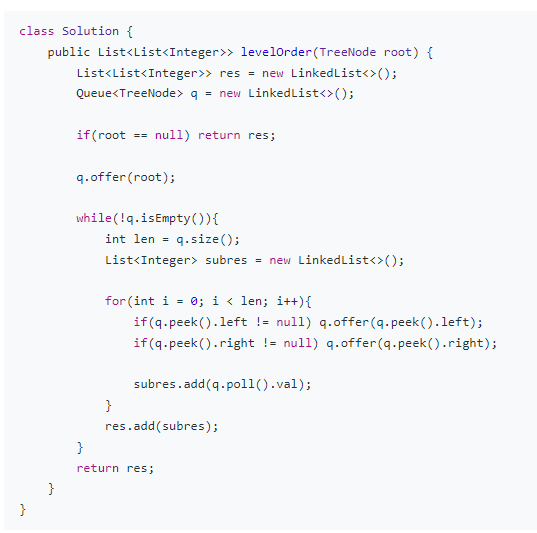 class Solution {
    public List<List<Integer>> levelOrder(TreeNode root) {
        List<List<Integer>> res = new LinkedList<>();
        Queue<TreeNode> q = new LinkedList<>();

        if(root == null) return res;

        q.offer(root);

        while(!q.isEmpty()){
            int len = q.size();
            List<Integer> subres = new LinkedList<>();

            for(int i = 0; i < len; i++){
                if(q.peek().left != null) q.offer(q.peek().left);
                if(q.peek().right != null) q.offer(q.peek().right);

                subres.add(q.poll().val);
            }
            res.add(subres);
        }
        return res;
    }
}